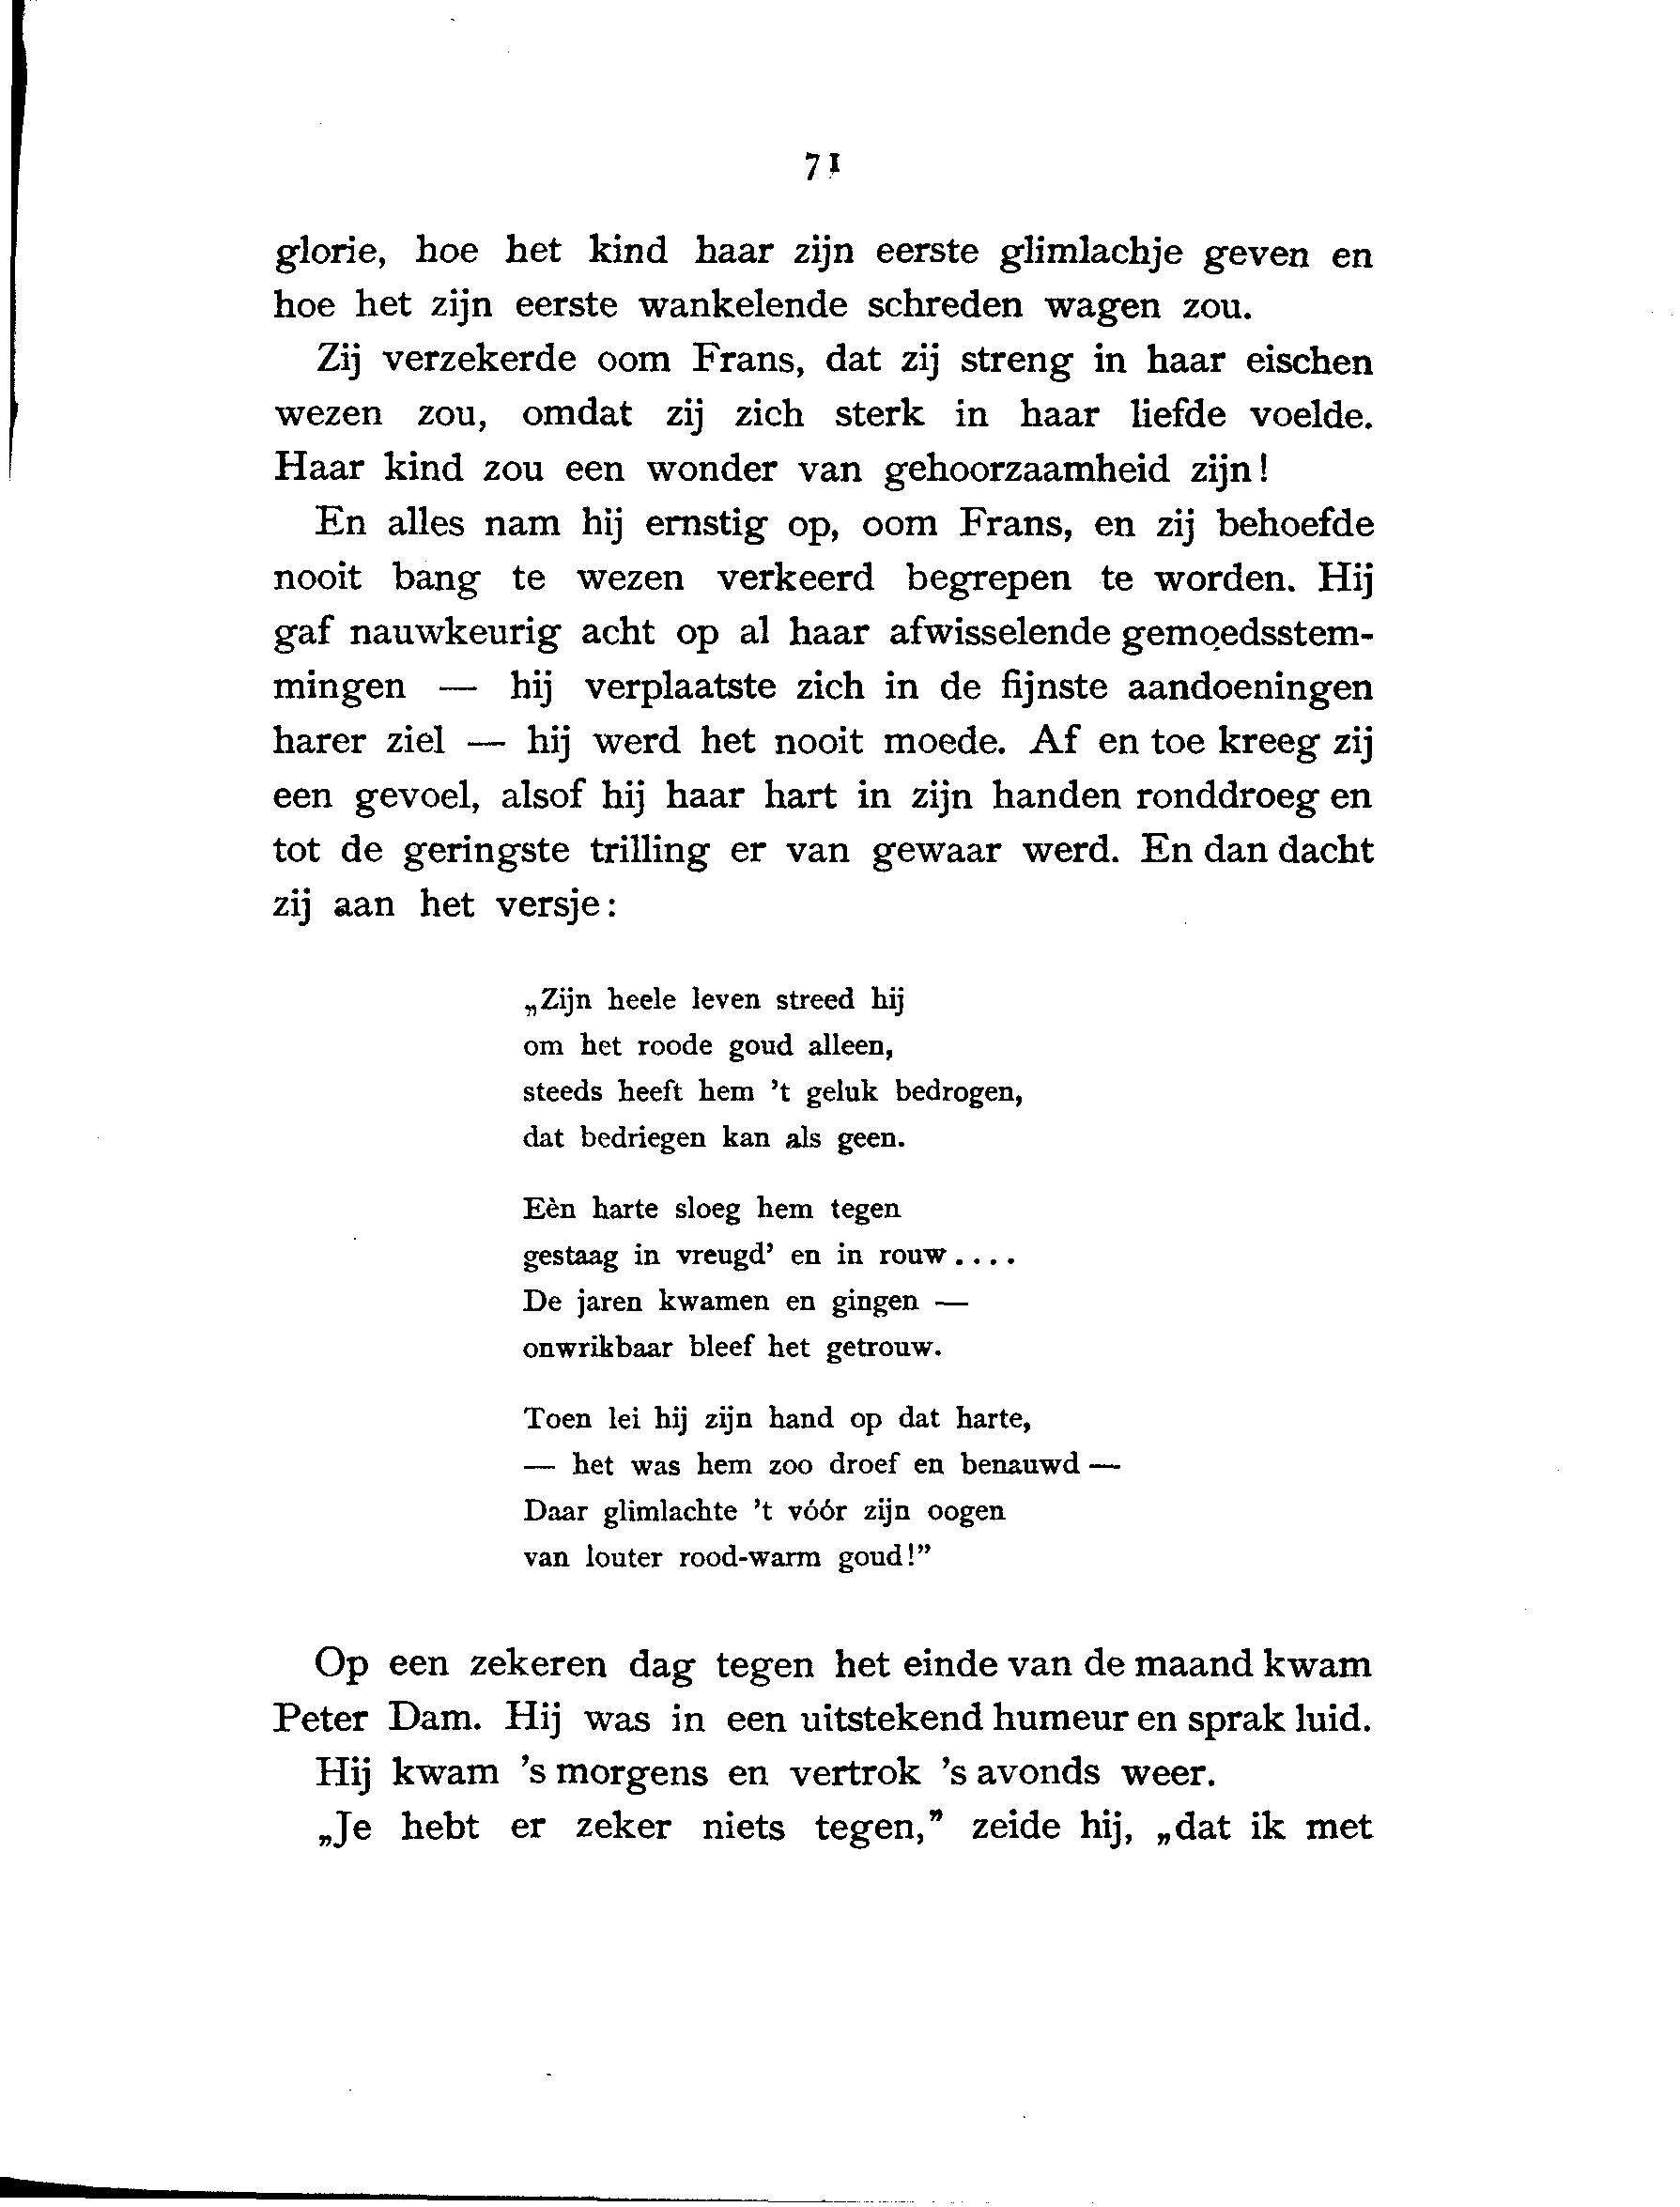 71
glorie, hoe het kind haar zijn eerste glimlachje geven en
hoe het zijn eerste wankelende schreden wagen zou.
Zij verzekerde oom Frans, dat zij streng in haar eischen
wezen zou, omdat zij zich sterk in haar liefde voelde.
Haar kind zou een wonder van gehoorzaamheid zijn!
En alles nam hij ernstig op, oom Frans, en zij behoefde
nooit bang te wezen verkeerd begrepen te worden. Hij
gaf nauwkeurig acht op al haar afwisselende gemoedsstem-
mingen — hij verplaatste zich in de fijnste aandoeningen
harer ziel — hij werd het nooit moede. Af en toe kreeg zij
een gevoel, alsof hij haar hart in zijn handen ronddroeg en
tot de geringste trilling er van gewaar werd. En dan dacht
zij aan het versje:
„Zijn heele leven streed hij
om het roode goud alleen,
steeds heeft hem 't geluk bedrogen,
dat bedriegen kan als geen.
Eèn harte sloeg hem tegen
gestaag in vreugd' en in rouw....
De jaren kwamen en gingen —
onwrikbaar bleef het getrouw.
Toen lei hij zijn hand op dat harte,
— het was hem zoo droef en benauwd —
Daar glimlachte 't vóór zijn oogen
van louter rood-warm goud!”
Op een zekeren dag tegen het einde van de maand kwam
Peter Dam. Hij was in een uitstekend humeur en sprak luid.
Hij kwam 's morgens en vertrok 's avonds weer.
„Je hebt er zeker niets tegen,” zeide hij, „dat ik met